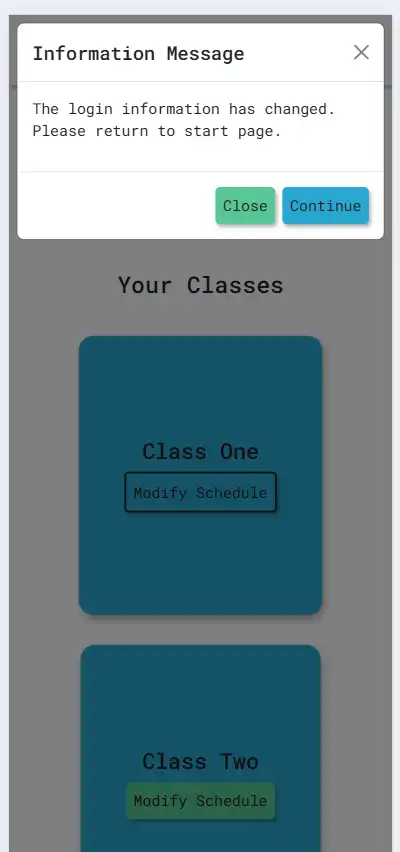 Information Message
The login information has changed.
Please return to start page.
Close Continue
Your Classes
Class One
Modify Schedule
Class Two
Modify Schedule